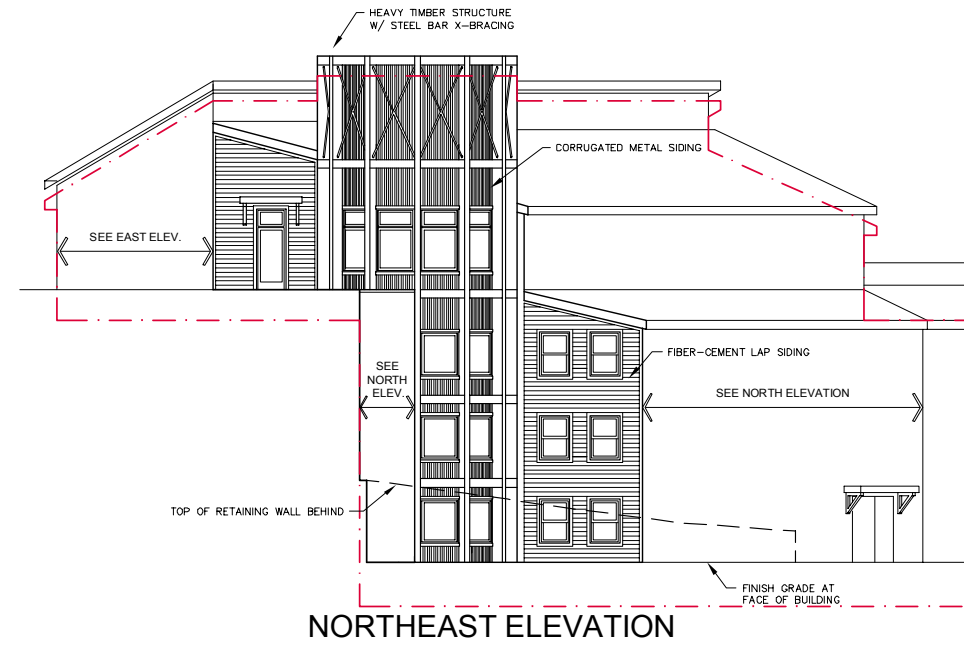 HEAVY TIMBER STRUCTURE
W/ STEEL BAR X-BRACING
CORRUGATED METAL SIDING
SEE EAST ELEV.
FIBER-CEMENT LAP SIDING
SEE
NORTH
ELEV.
SEE NORTH ELEVATION
TOP OF RETAINING WALL BEHIND
FINISH GRADE AT
FACE OF BUILDING
NORTHEAST ELEVATION